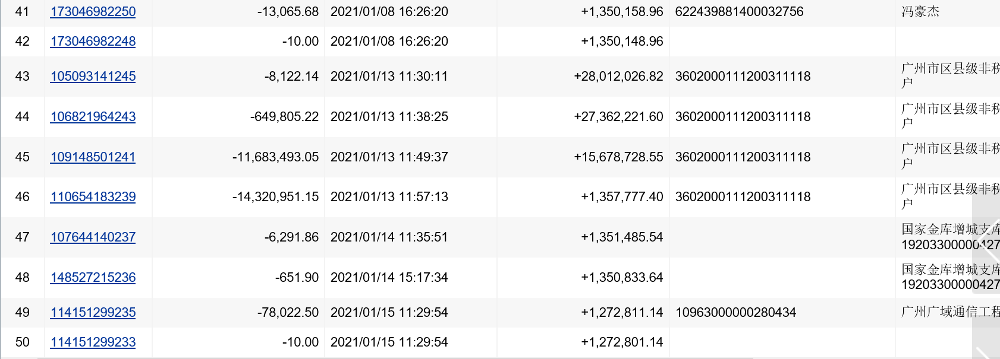 41 173046982250 -13,065.68 2021/01/08 16:26:20 +1,350,158.96 622439881400032756 冯豪杰
42 173046982248 -10.00 2021/01/08 16:26:20 +1,350,148.96
43 105093141245 -8,122.14 2021/01/13 11:30:11 +28,012,026.82 3602000111200311118 广州市区县级非税
户
44 106821964243 -649,805.22 2021/01/13 11:38:25 +27,362,221.60 3602000111200311118 广州市区县级非税
户
45 109148501241 -11,683,493.05 2021/01/13 11:49:37 +15,678,728.55 3602000111200311118 广州市区县级非税
户
46 110654183239 -14,320,951.15 2021/01/13 11:57:13 +1,357,777.40 3602000111200311118 广州市区县级非税
户
47 107644140237 -6,291.86 2021/01/14 11:35:51 +1,351,485.54 国家金库增城支库
19203300000427
48 148527215236 -651.90 2021/01/14 15:17:34 +1,350,833.64 国家金库增城支库
19203300000427
49 114151299235 -78,022.50 2021/01/15 11:29:54 +1,272,811.14 10963000000280434 广州广域通信工程
50 114151299233 -10.00 2021/01/15 11:29:54 +1,272,801.14